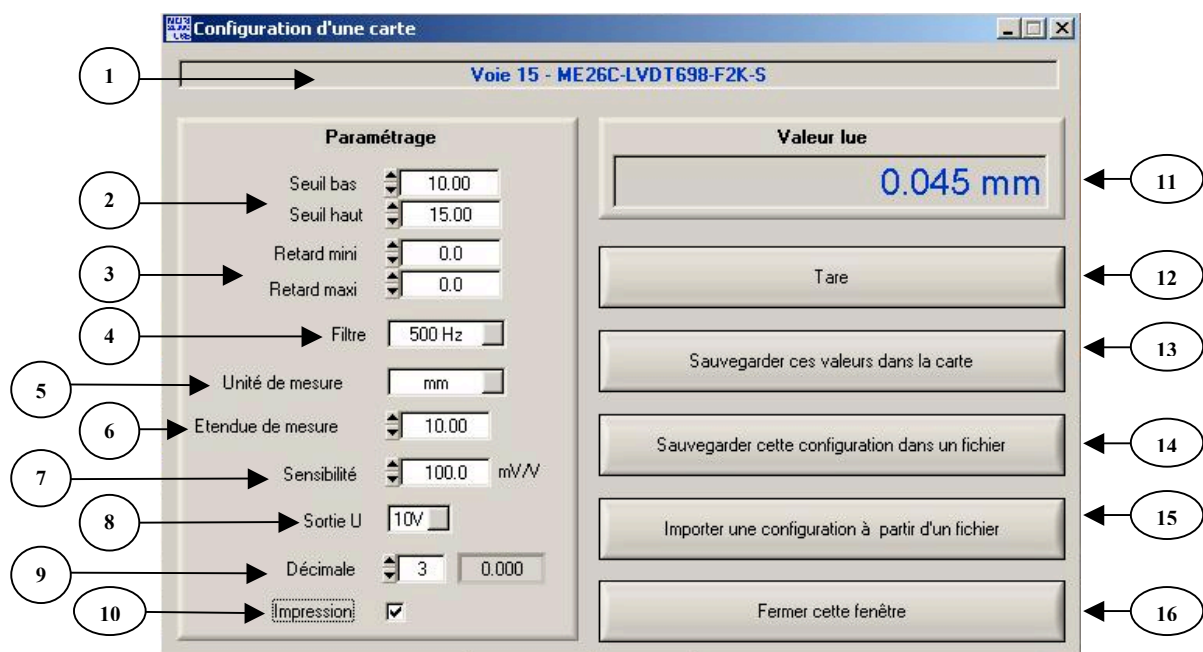 Configuration d'une carte
1
Voie 15 - ME26C-LVDT698-F2K-S
Paramétrage
2
Seuil bas 10.00
Seuil haut 15.00
3
Retard mini 0.0
Retard maxi 0.0
4
Filtre 500 Hz
5
Unité de mesure mm
6
Etendue de mesure 10.00
7
Sensibilité 100.0 mV/V
8
Sortie U 10V
9
Décimale 3 0.000
10
Impression
Valeur lue
0.045 mm
11
Tare
12
Sauvegarder ces valeurs dans la carte
13
Sauvegarder cette configuration dans un fichier
14
Importer une configuration à partir d'un fichier
15
Fermer cette fenêtre
16